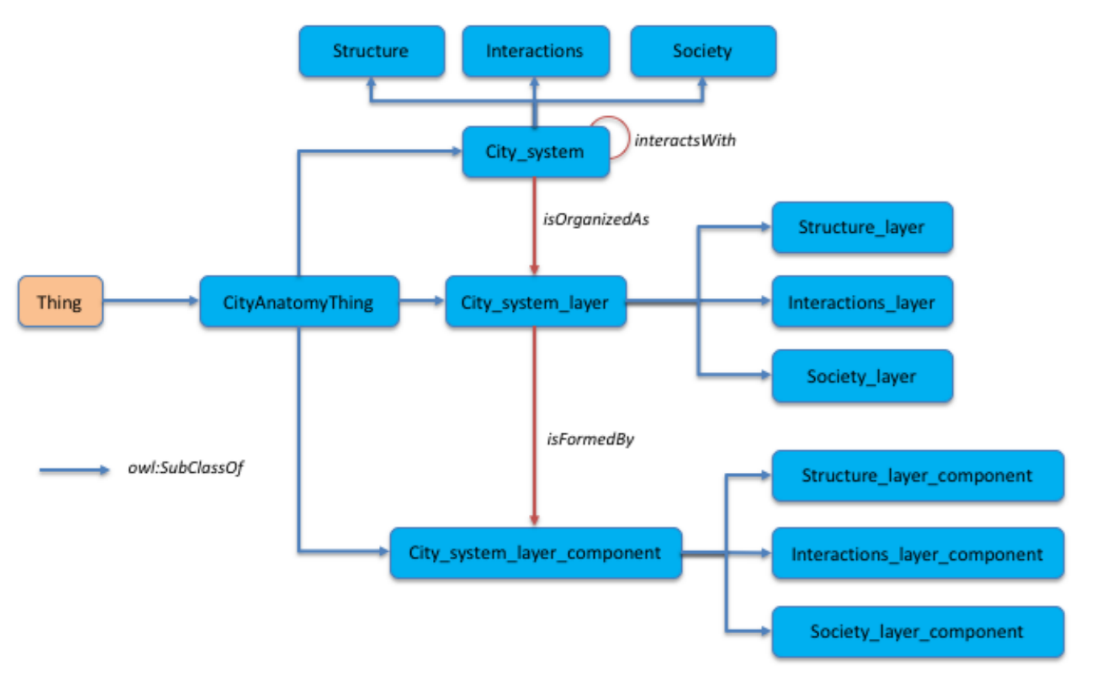 Structure
Interactions
Society
City_system
interactsWith
isOrganizedAs
Structure_layer
Thing
CityAnatomyThing
City_system_layer
Interactions_layer
Society_layer
isFormedBy
owl:SubClassOf
Structure_layer_component
City_system_layer_component
Interactions_layer_component
Society_layer_component